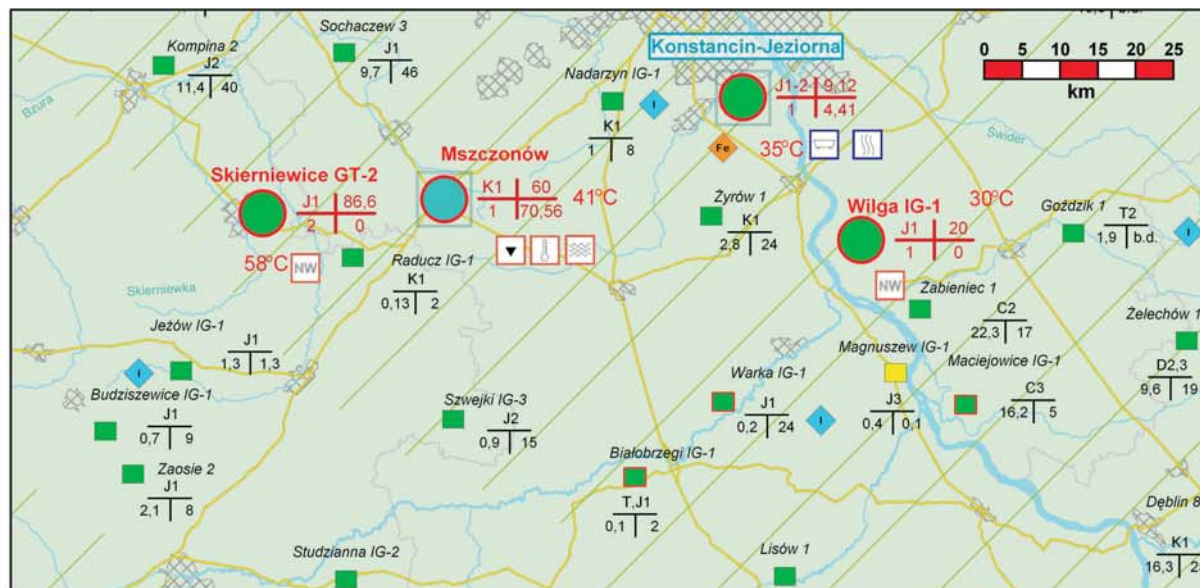 Kompina 2
J2
11,4 40
Sochaczew 3
J1
9,7 46
Nadarzyn IG-1
I
K1
1 8
Konstancin-Jeziorna
J1-2 9,12
1 4,41
Fe
35°C
0 5 10 15 20 25
km
Bzura
Świder
Skierniewice GT-2
J1 86,6
2 0
58°C
NW
Mszczonów
K1 60
1 70,56
41°C
Raducz IG-1
K1
0,13 2
Skierniewka
Żyrów 1
K1
2,8 24
Wilga IG-1
J1 20
1 0
30°C
NW
Goździk 1
T2
1,9 b.d.
I
Żabieniec 1
C2
22,3 17
Żelechów 1
D2,3
9,6 19
Jeżów IG-1
J1
1,3 1,3
I
Budziszewice IG-1
J1
0,7 9
Zaosie 2
J1
2,1 8
Szwejki IG-3
J2
0,9 15
Warka IG-1
J1
0,2 24
I
Magnuszew IG-1
J3
0,4 0,1
Maciejowice IG-1
C3
16,2 5
Białobrzegi IG-1
T,J1
0,1 2
Studzianna IG-2
Lisów 1
Dęblin 8
K1
16,3